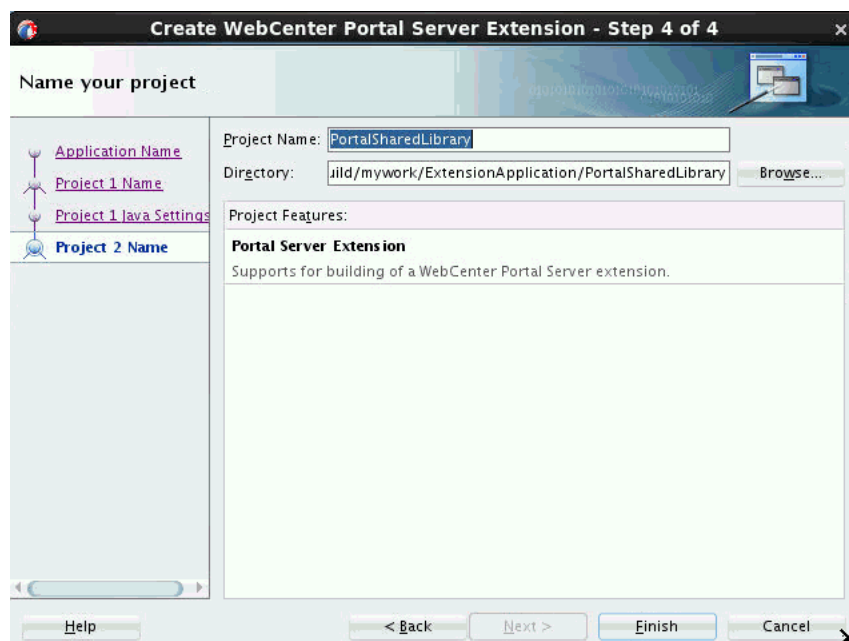 Create WebCenter Portal Server Extension - Step 4 of 4
Name your project
Application Name
Project 1 Name
Project 1 Java Settings
Project 2 Name
Project Name: PortalSharedLibrary
Directory: uild/mywork/ExtensionApplication/PortalSharedLibrary Browse...
Project Features:
Portal Server Extension
Supports for building of a WebCenter Portal Server extension.
Help < Back Next > Finish Cancel